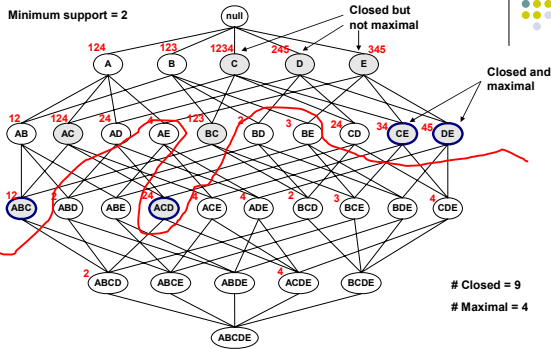 Minimum support = 2
null
Closed but
not maximal
124 123 1234 245 345
A B C D E
Closed and
maximal
12 124 24 4 123 2 3 24 34 45
AB AC AD AE BC BD BE CD CE DE
12 2 24 4 4 2 3 4
ABC ABD ABE ACD ACE ADE BCD BCE BDE CDE
2 4
ABCD ABCE ABDE ACDE BCDE
# Closed = 9
# Maximal = 4
ABCDE